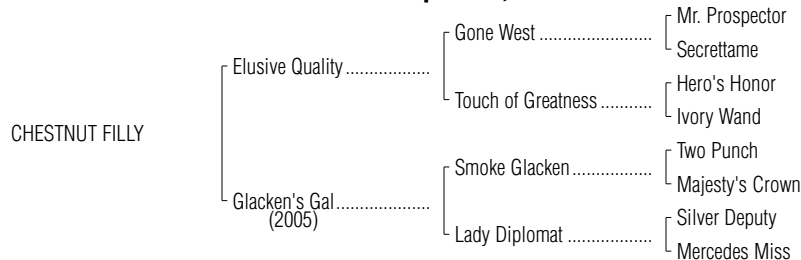 Mr. Prospector
Gone West ........................
Secrettame
Elusive Quality ..................
Hero's Honor
Touch of Greatness ...........
Ivory Wand
CHESTNUT FILLY
Two Punch
Smoke Glacken .................
Majesty's Crown
Glacken's Gal ....................
(2005)
Silver Deputy
Lady Diplomat ..................
Mercedes Miss